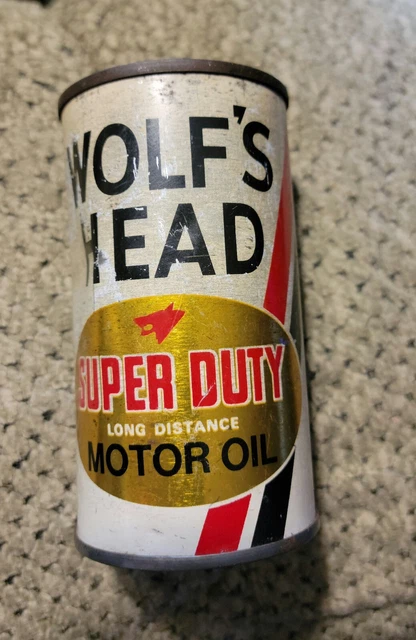 WOLF'S
HEAD
SUPER DUTY
LONG DISTANCE
MOTOR OIL